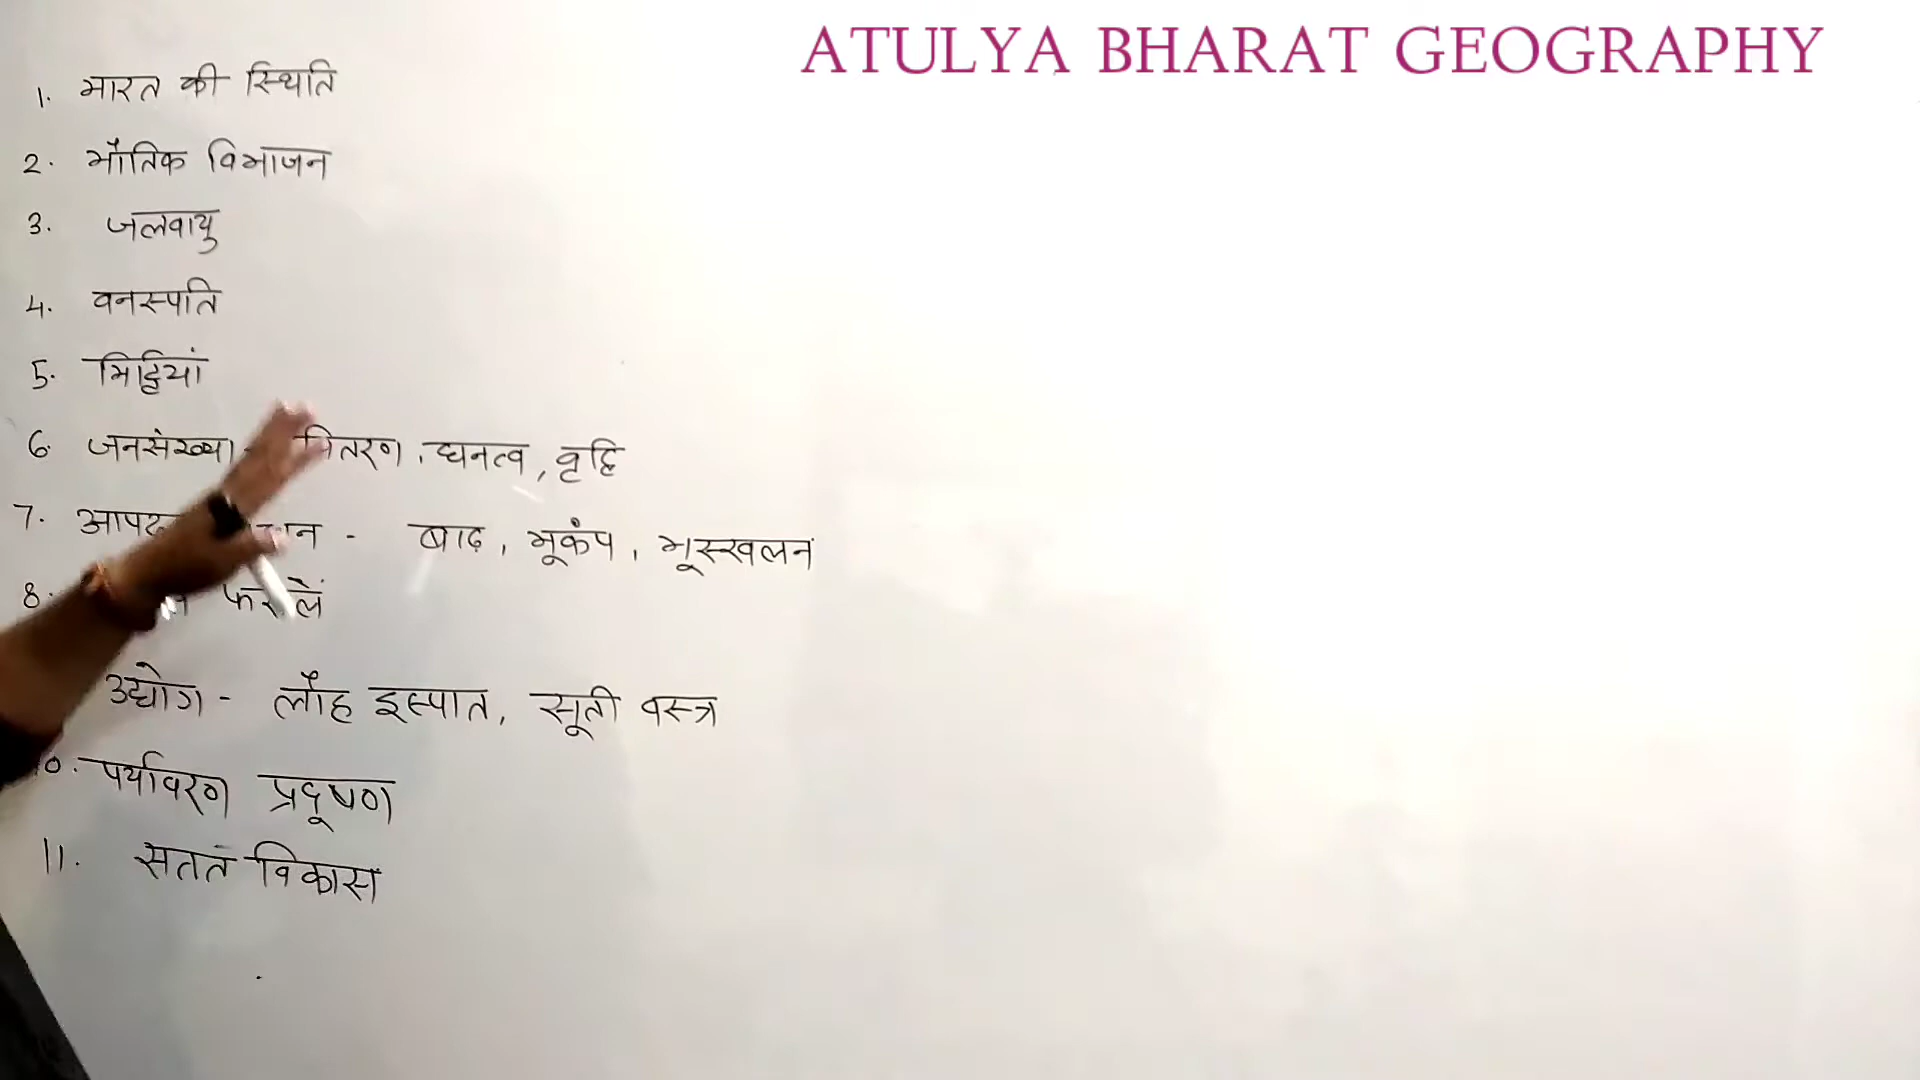 ATULYA BHARAT GEOGRAPHY
1. भारत की स्थिति
2. भौतिक विभाजन
3. जलवायु
4. वनस्पति
5. मिट्टियां
6. जनसंख्या - वितरण, घनत्व, वृद्धि
7. - बाढ़, भूकंप, भूस्खलन
8. फसलें
उद्योग - लौह इस्पात, सूती वस्त्र
0. पर्यावरण प्रदूषण
11. सतत विकास